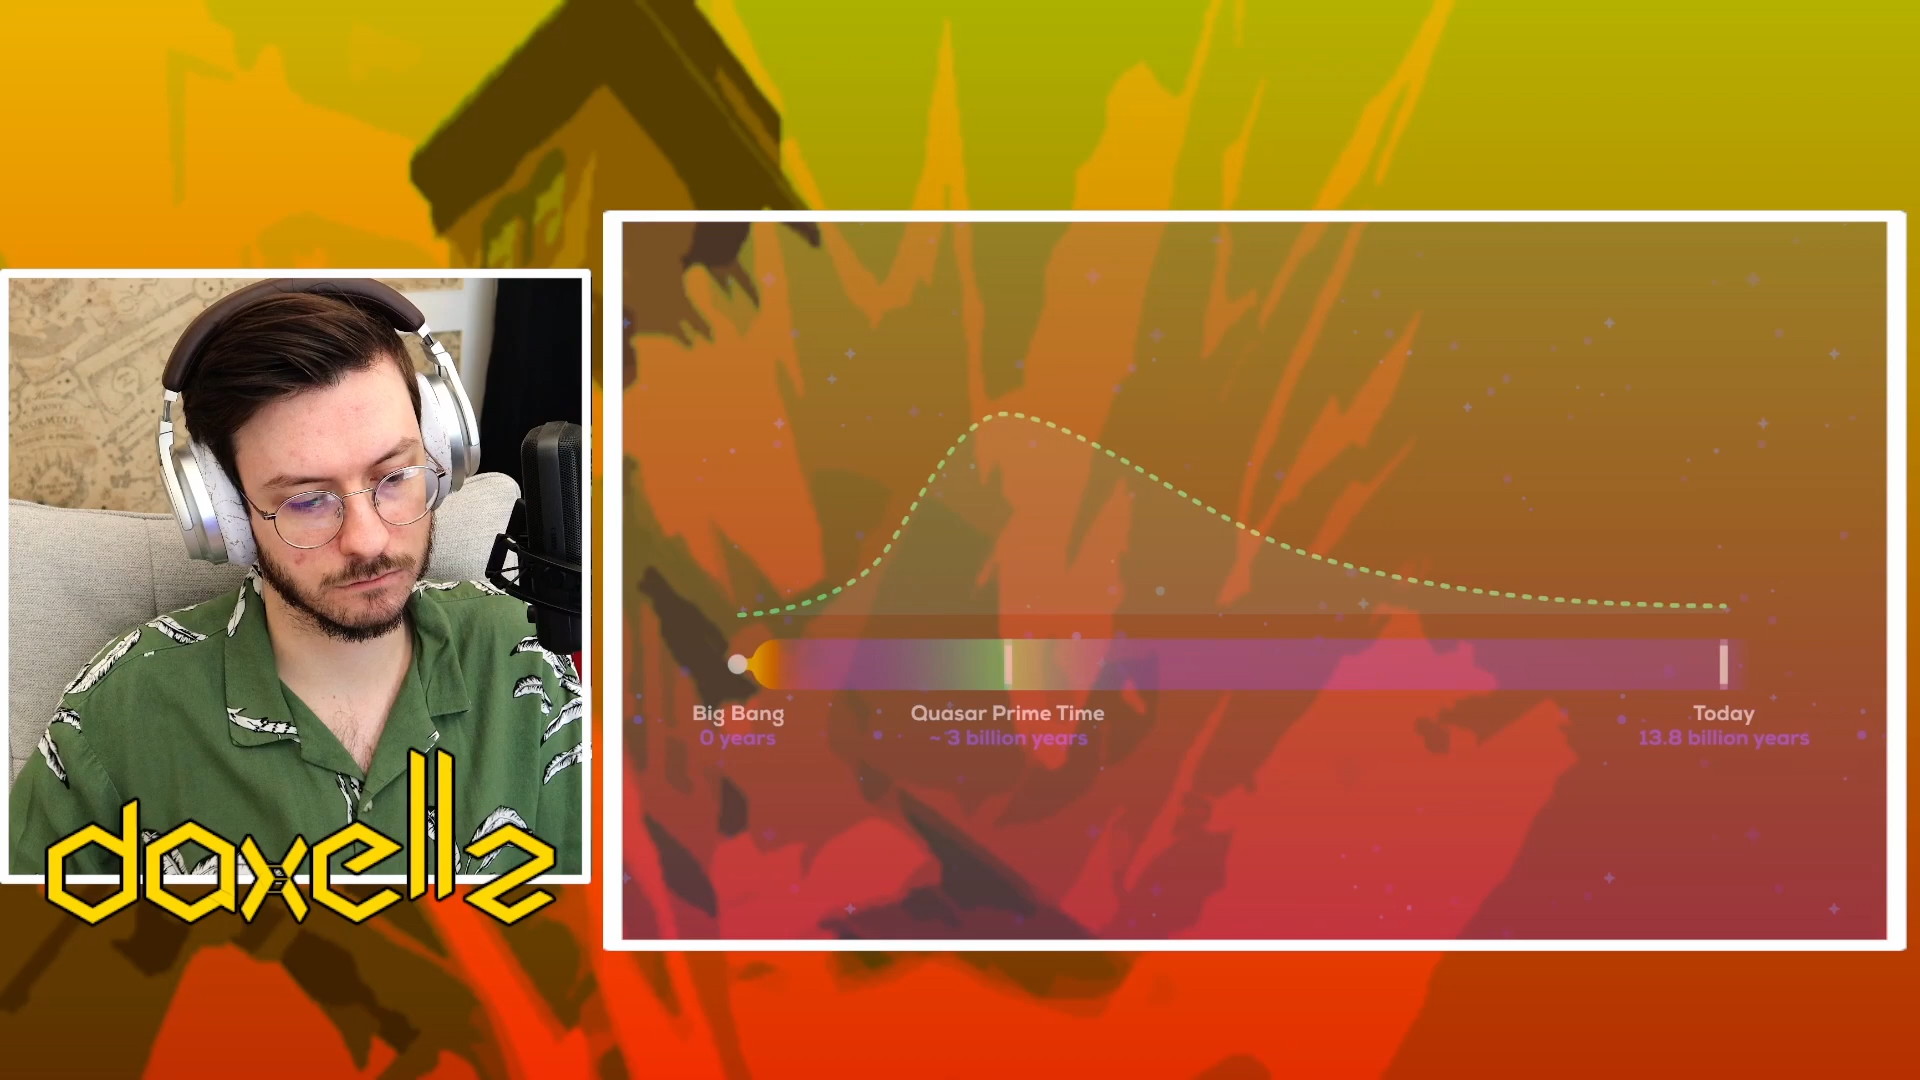 daxellz
Big Bang
0 years
Quasar Prime Time
~ 3 billion years
Today
13.8 billion years